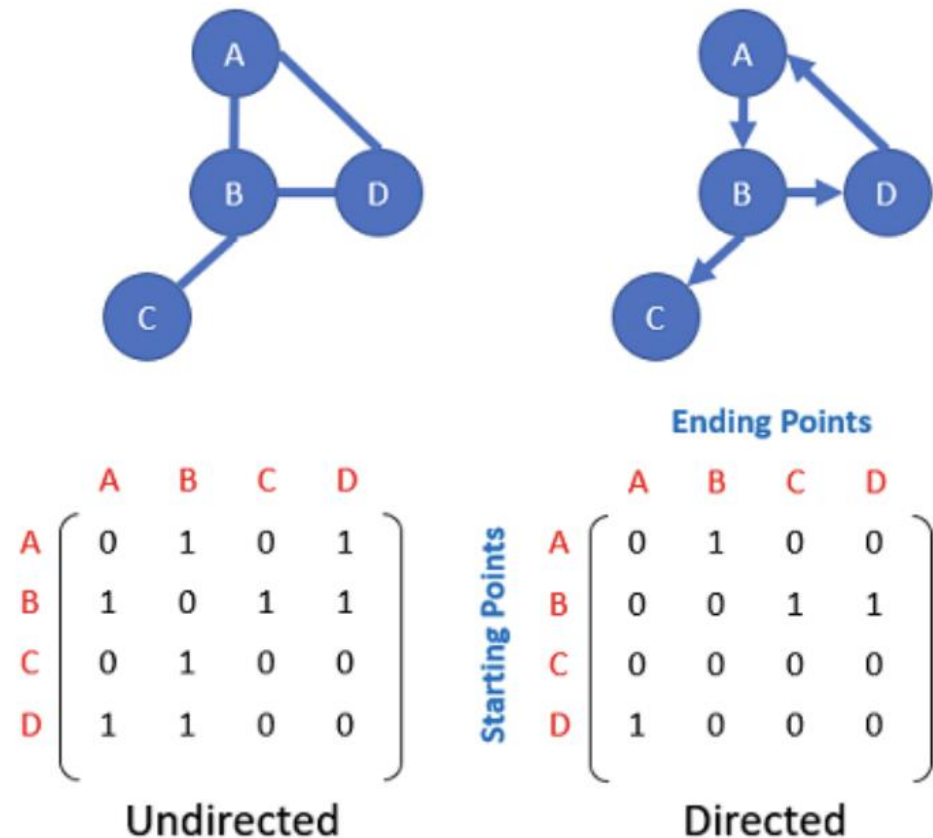 A
B
D
C
A
B
D
C
A B C D
A 0 1 0 1
B 1 0 1 1
C 0 1 0 0
D 1 1 0 0
Undirected
Ending Points
Starting Points
A B C D
A 0 1 0 0
B 0 0 1 1
C 0 0 0 0
D 1 0 0 0
Directed